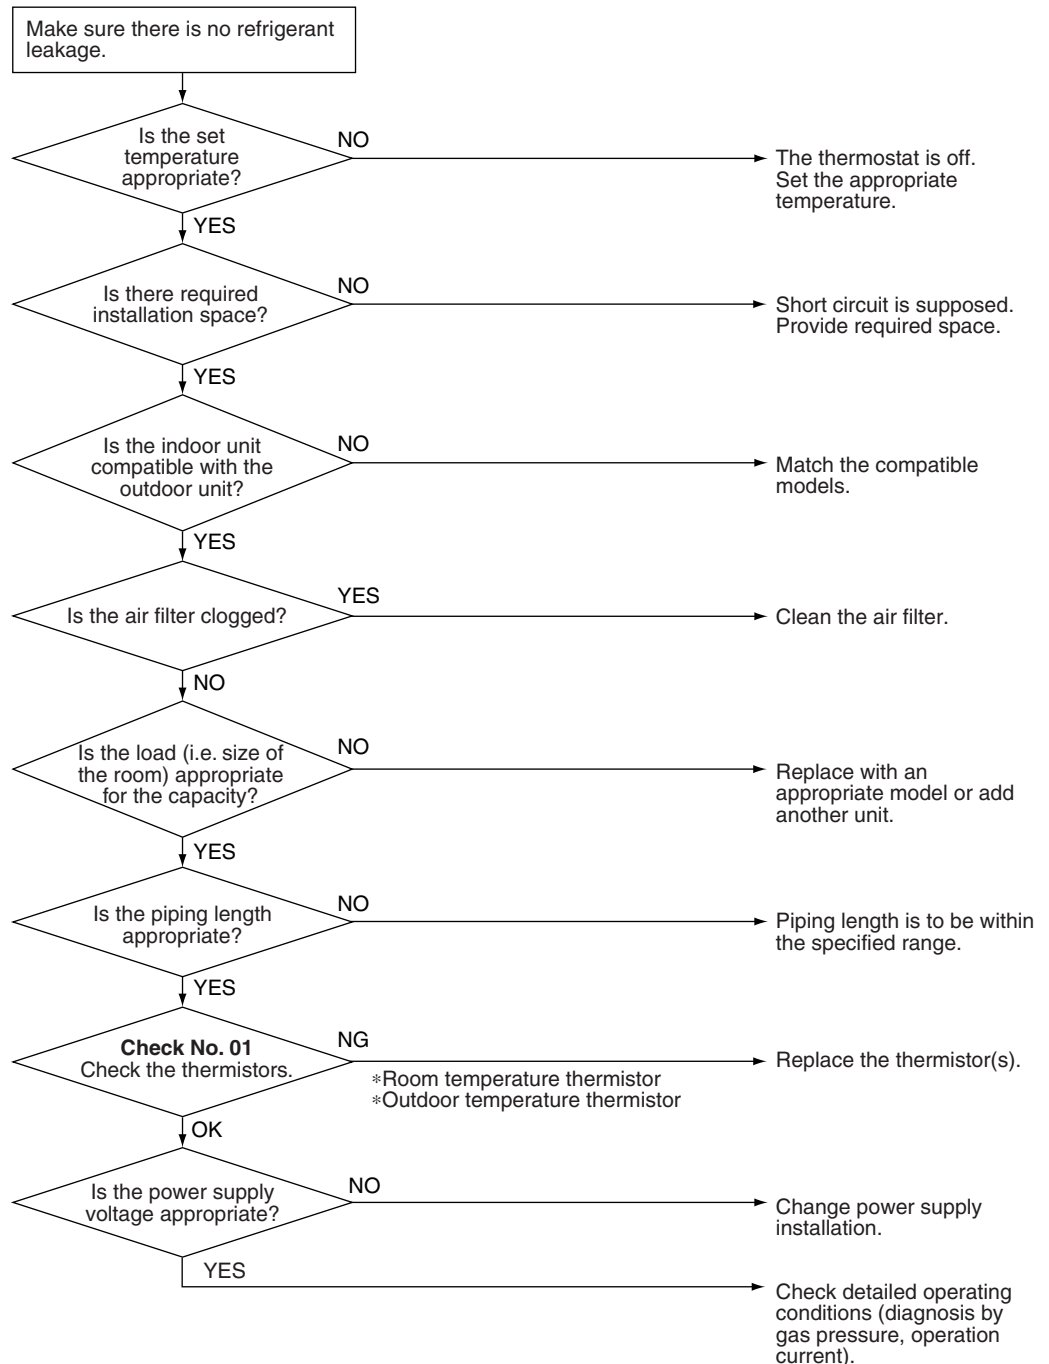 Make sure there is no refrigerant
leakage.
Is the set
temperature
appropriate?
NO
The thermostat is off.
Set the appropriate
temperature.
YES
Is there required
installation space?
NO
Short circuit is supposed.
Provide required space.
YES
Is the indoor unit
compatible with the
outdoor unit?
NO
Match the compatible
models.
YES
Is the air filter clogged?
YES
Clean the air filter.
NO
Is the load (i.e. size of
the room) appropriate
for the capacity?
NO
Replace with an
appropriate model or add
another unit.
YES
Is the piping length
appropriate?
NO
Piping length is to be within
the specified range.
YES
Check No. 01
Check the thermistors.
NG
*Room temperature thermistor
*Outdoor temperature thermistor
Replace the thermistor(s).
OK
Is the power supply
voltage appropriate?
NO
Change power supply
installation.
YES
Check detailed operating
conditions (diagnosis by
gas pressure, operation
current).